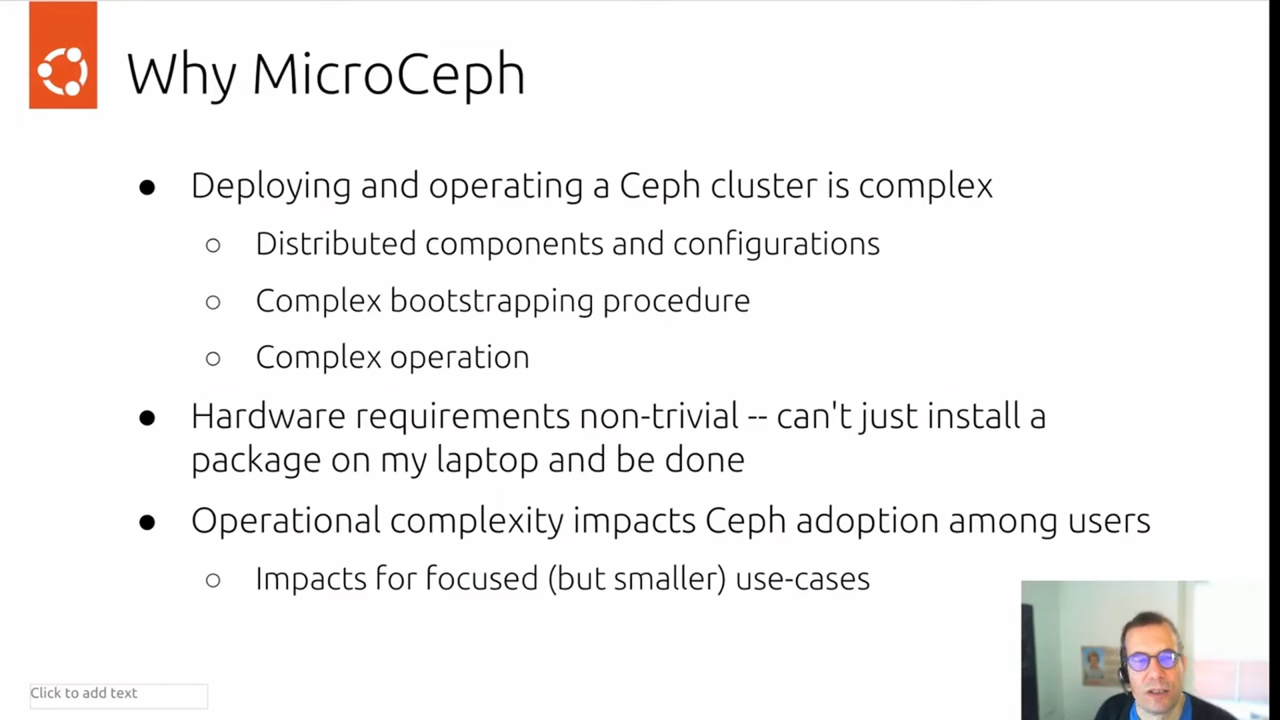 Why MicroCeph
● Deploying and operating a Ceph cluster is complex
○ Distributed components and configurations
○ Complex bootstrapping procedure
○ Complex operation
● Hardware requirements non-trivial -- can't just install a
package on my laptop and be done
● Operational complexity impacts Ceph adoption among users
○ Impacts for focused (but smaller) use-cases
Click to add text